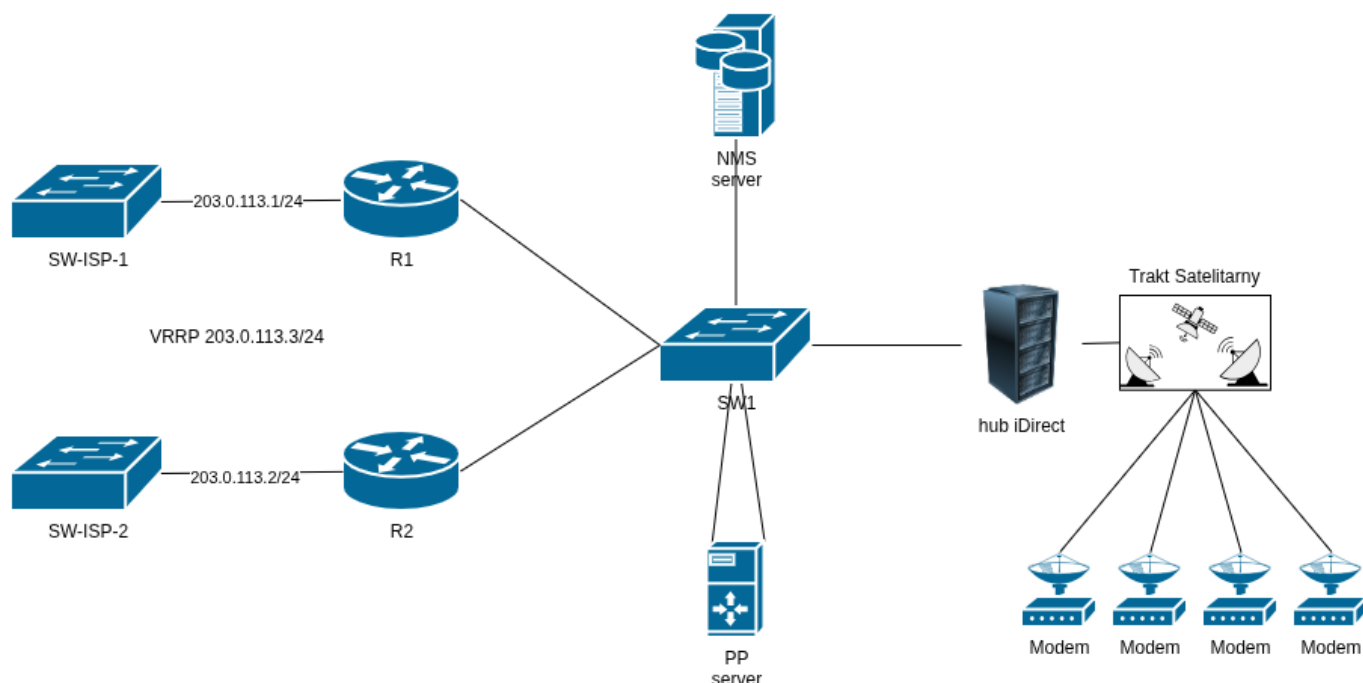 NMS
server
203.0.113.1/24
SW-ISP-1
R1
Trakt Satelitarny
VRRP 203.0.113.3/24
SW1
hub iDirect
203.0.113.2/24
SW-ISP-2
R2
PP
server
Modem
Modem
Modem
Modem